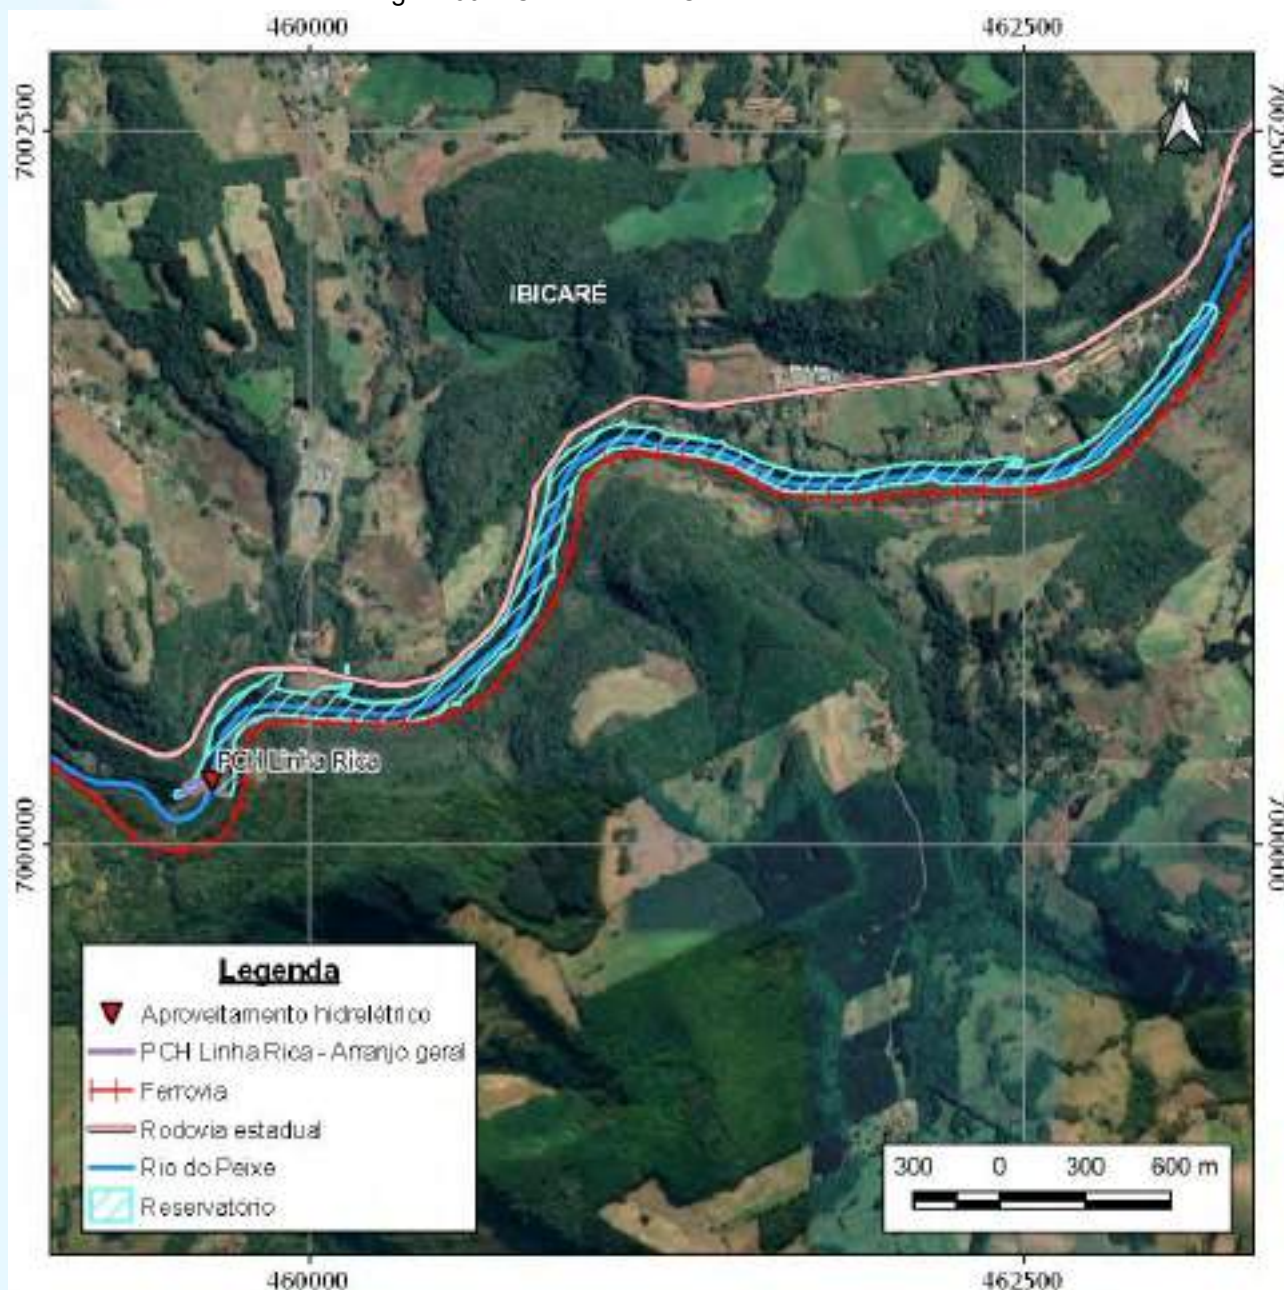 460000
462500
7002500
7002500
N
IBICARÉ
PCH Linha Rica
7000000
7000000
Legenda
Aproveitamento hidrelétrico
PCH Linha Rica - Arranjo geral
Ferrovia
Rodovia estadual
Rio do Peixe
Reservatório
300 0 300 600 m
460000
462500